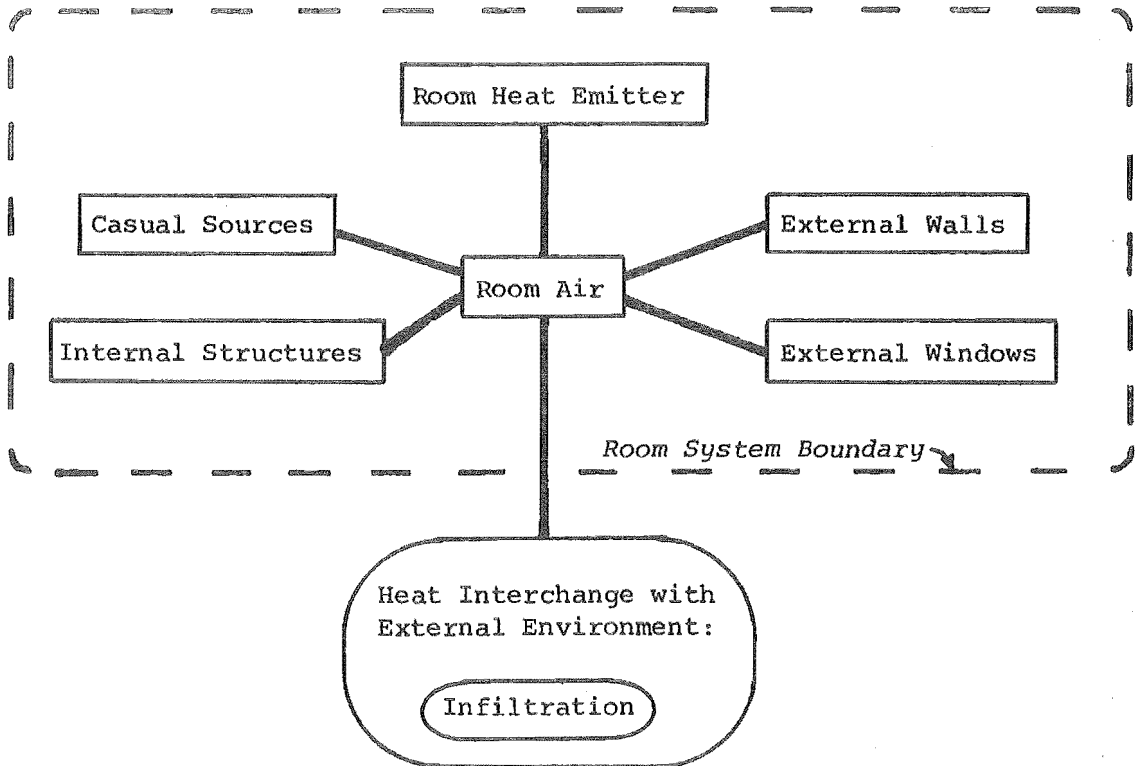 Room Heat Emitter
Casual Sources
External Walls
Room Air
Internal Structures
External Windows
Room System Boundary
Heat Interchange with
External Environment:
Infiltration